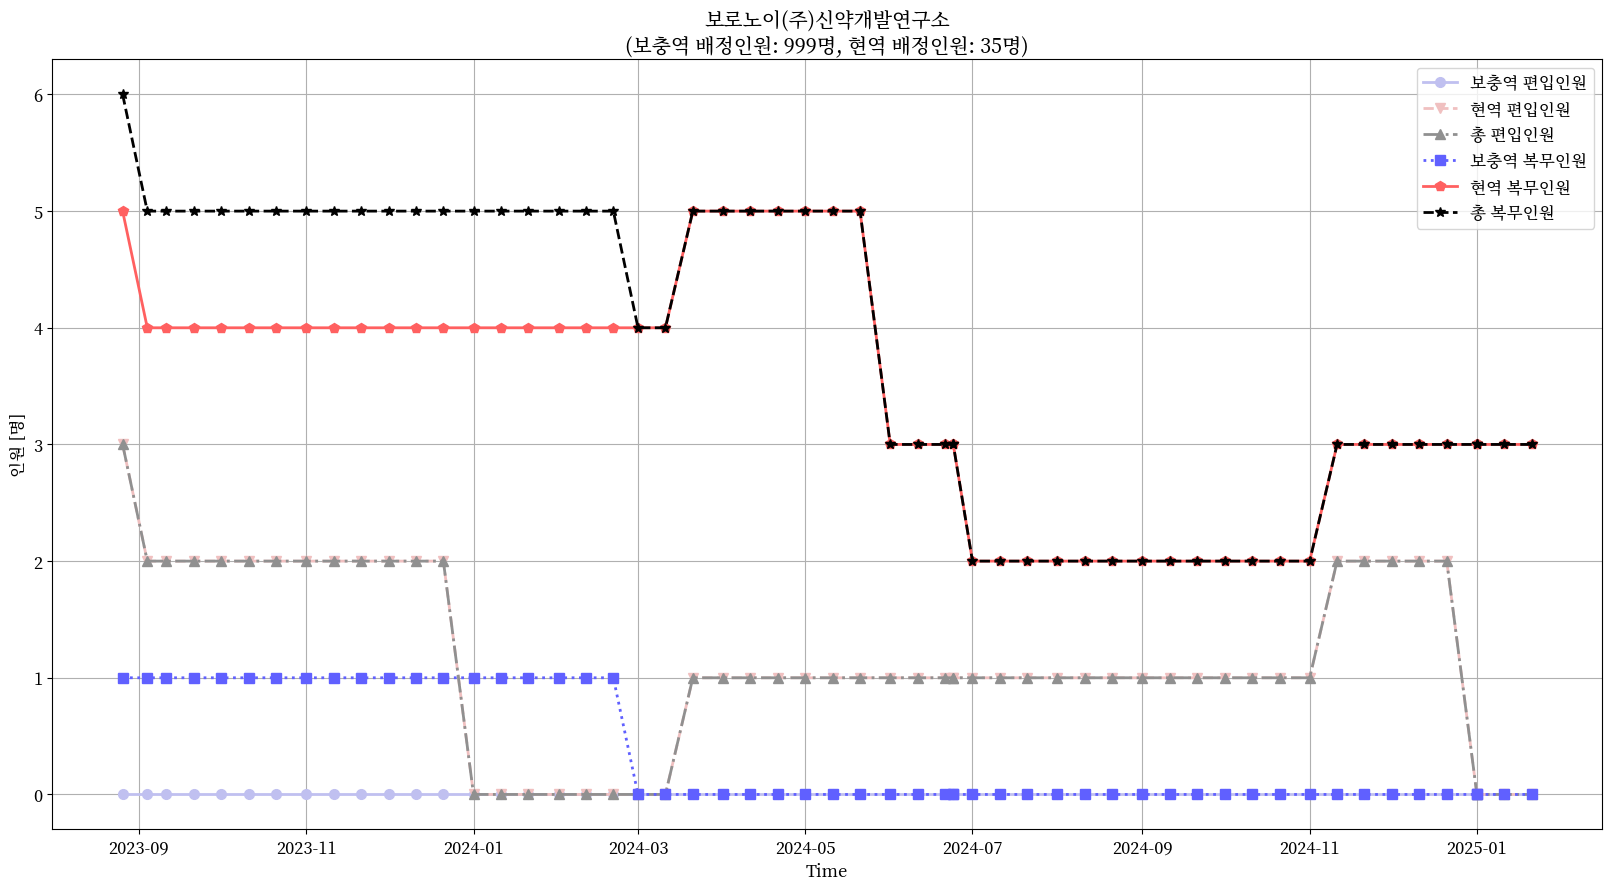 보로노이(주)신약개발연구소
(보충역 배정인원: 999명, 현역 배정인원: 35명)
보충역 편입인원
현역 편입인원
총 편입인원
보충역 복무인원
현역 복무인원
총 복무인원
인원 [명]
6
5
4
3
2
1
0
2023-09
2023-11
2024-01
2024-03
2024-05
2024-07
2024-09
2024-11
2025-01
Time